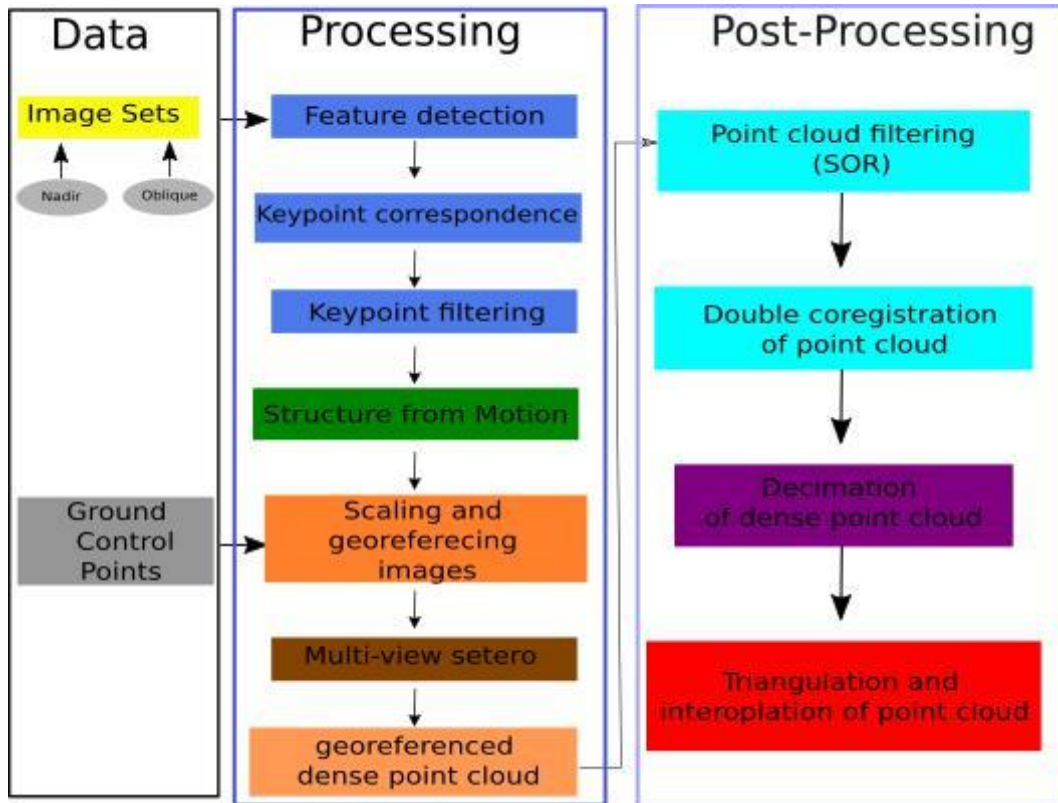 Data
Image Sets
Nadir
Oblique
Ground
Control
Points
Processing
Feature detection
Keypoint correspondence
Keypoint filtering
Structure from Motion
Scaling and
georeferecing
images
Multi-view setero
georeferenced
dense point cloud
Post-Processing
Point cloud filtering
(SOR)
Double coregistration
of point cloud
Decimation
of dense point cloud
Triangulation and
interoplation of point cloud